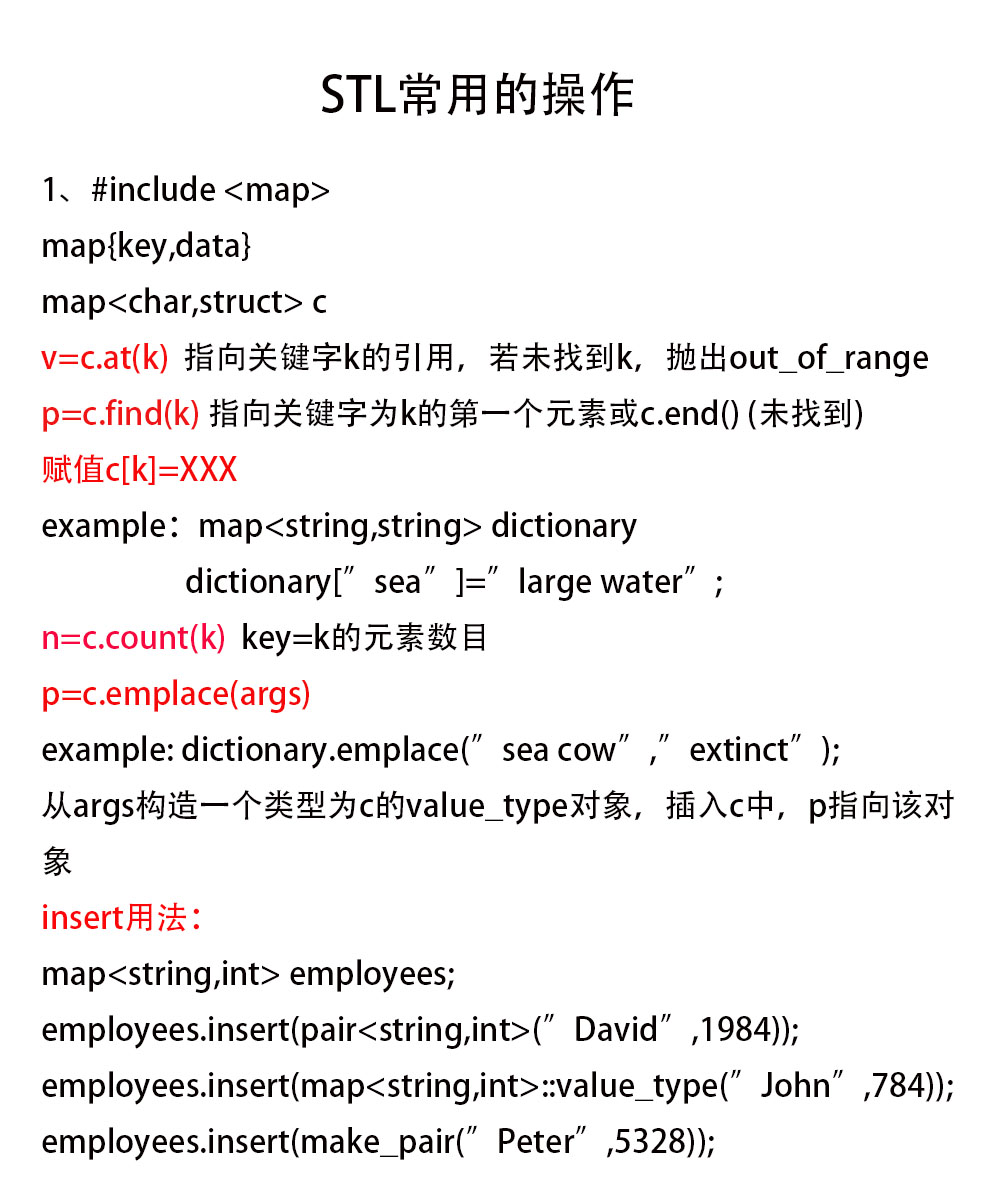 STL常用的操作
1、#include <map>
map{key,data}
map<char,struct> c
v=c.at(k) 指向关键字k的引用，若未找到k，抛出out_of_range
p=c.find(k) 指向关键字为k的第一个元素或c.end() (未找到)
赋值c[k]=XXX
example：map<string,string> dictionary
dictionary[”sea”]=”large water”;
n=c.count(k) key=k的元素数目
p=c.emplace(args)
example: dictionary.emplace(”sea cow”,”extinct”);
从args构造一个类型为c的value_type对象，插入c中，p指向该对
象
insert用法：
map<string,int> employees;
employees.insert(pair<string,int>(”David”,1984));
employees.insert(map<string,int>::value_type(”John”,784));
employees.insert(make_pair(”Peter”,5328));